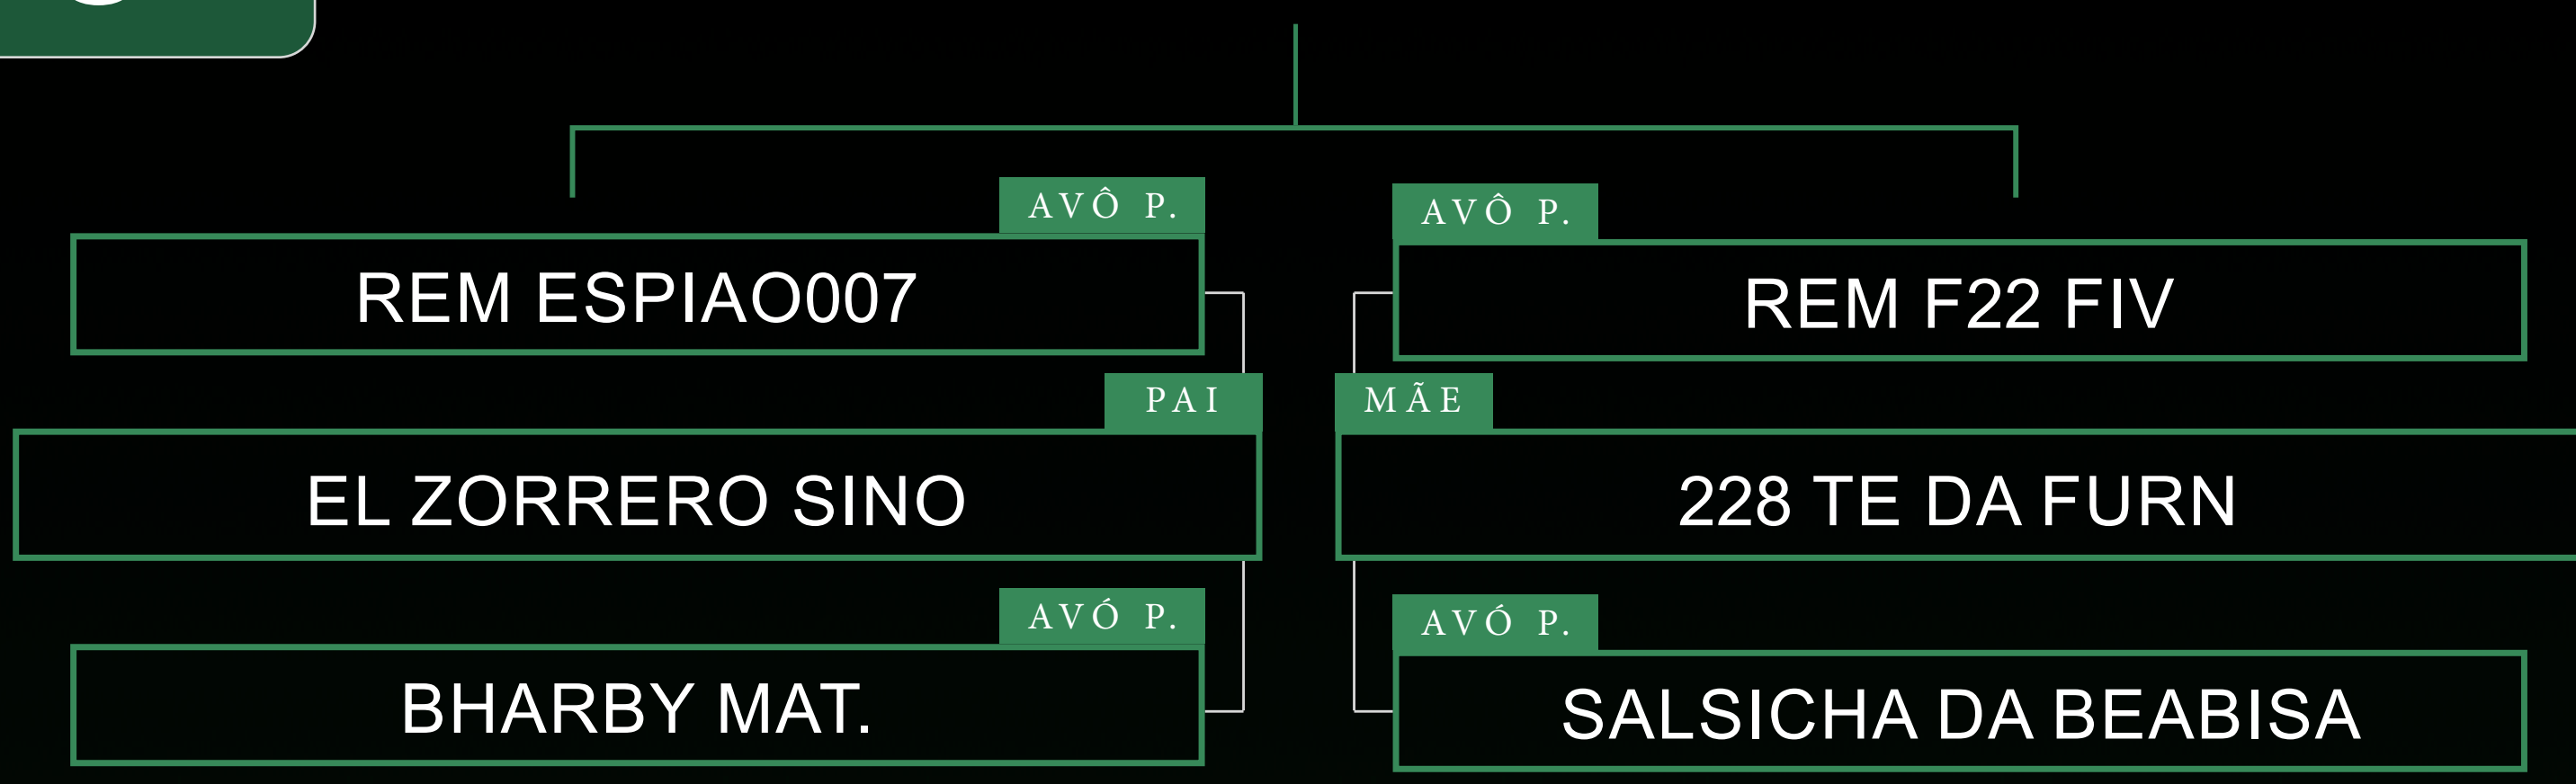 AVÔ P.
REM ESPIAO007
PAI
EL ZORRERO SINO
AVÓ P.
BHARBY MAT.
AVÔ P.
REM F22 FIV
MÃE
228 TE DA FURN
AVÓ P.
SALSICHA DA BEABISA